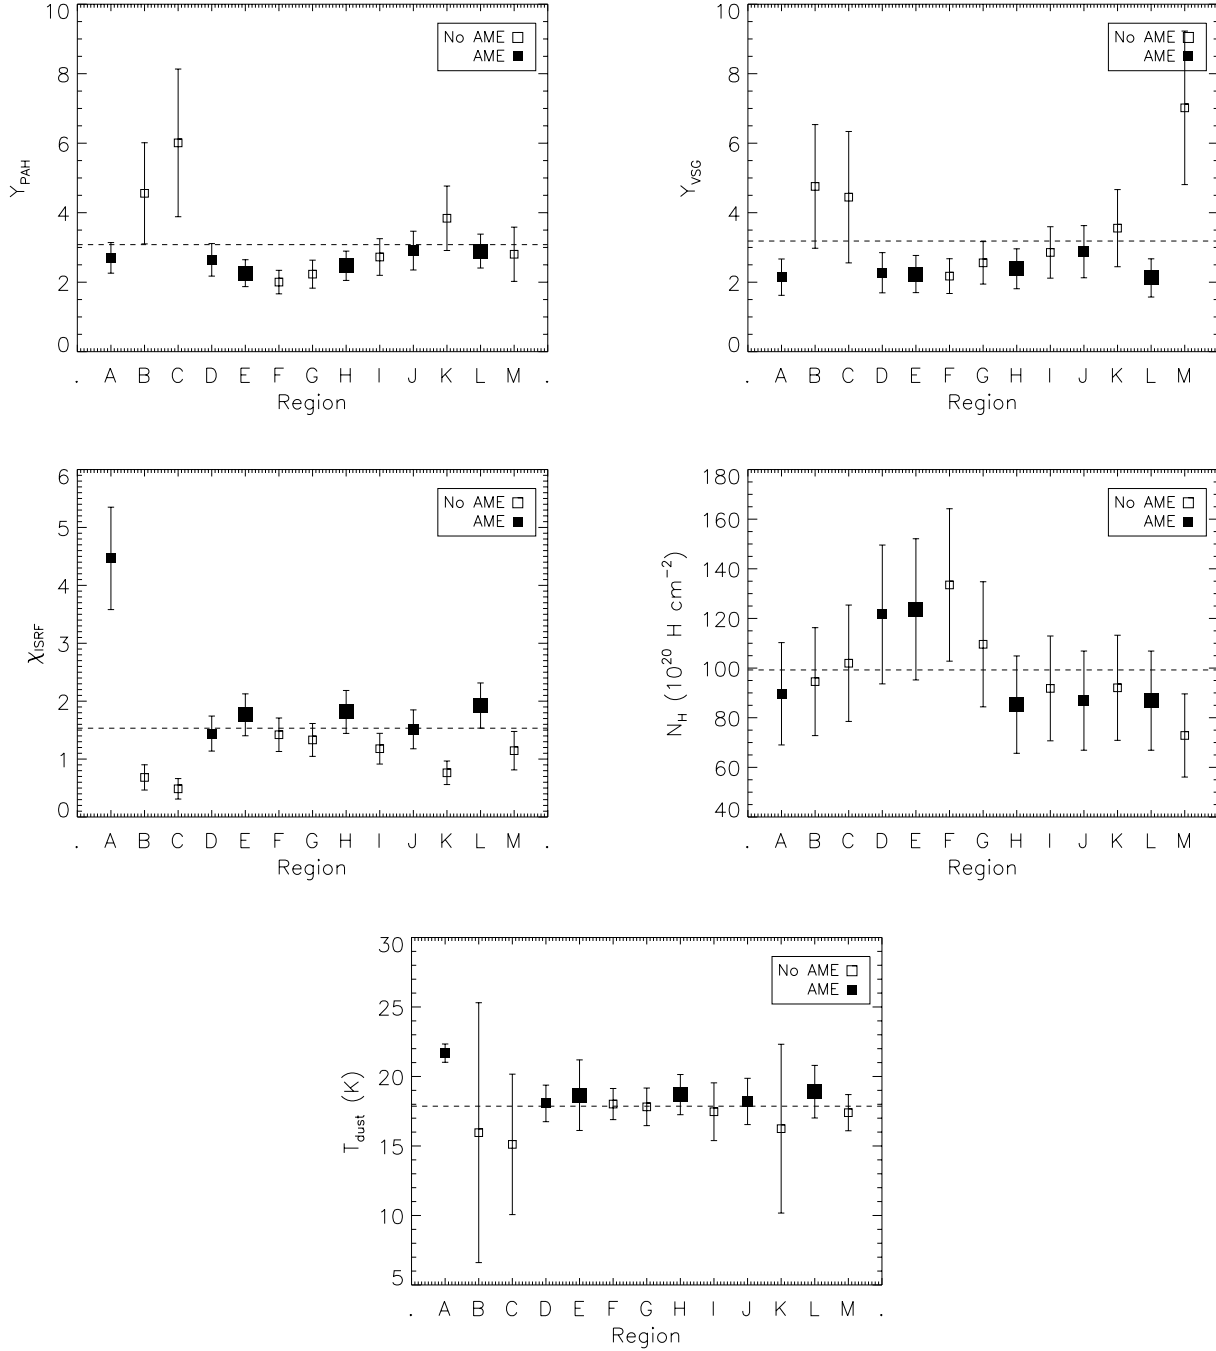 10
8
6
4
2
0
Y_PAH
No AME
AME
. A B C D E F G H I J K L M .
Region
10
8
6
4
2
0
Y_VSG
No AME
AME
. A B C D E F G H I J K L M
Region
6
5
4
3
2
1
0
χ_ISRF
No AME
AME
. A B C D E F G H I J K L M .
Region
180
160
140
120
100
80
60
40
N_H (10^20 H cm^-2)
No AME
AME
. A B C D E F G H I J K L M
Region
30
25
20
15
10
5
T_dust (K)
No AME
AME
. A B C D E F G H I J K L M .
Region